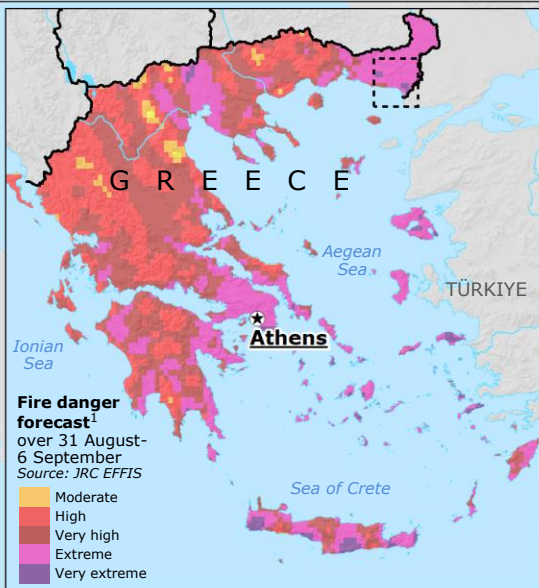 G R E E C E
Aegean
Sea
TÜRKIYE
Athens
Ionian
Sea
Fire danger
forecast1
over 31 August-
6 September
Source: JRC EFFIS
Sea of Crete
Moderate
High
Very high
Extreme
Very extreme